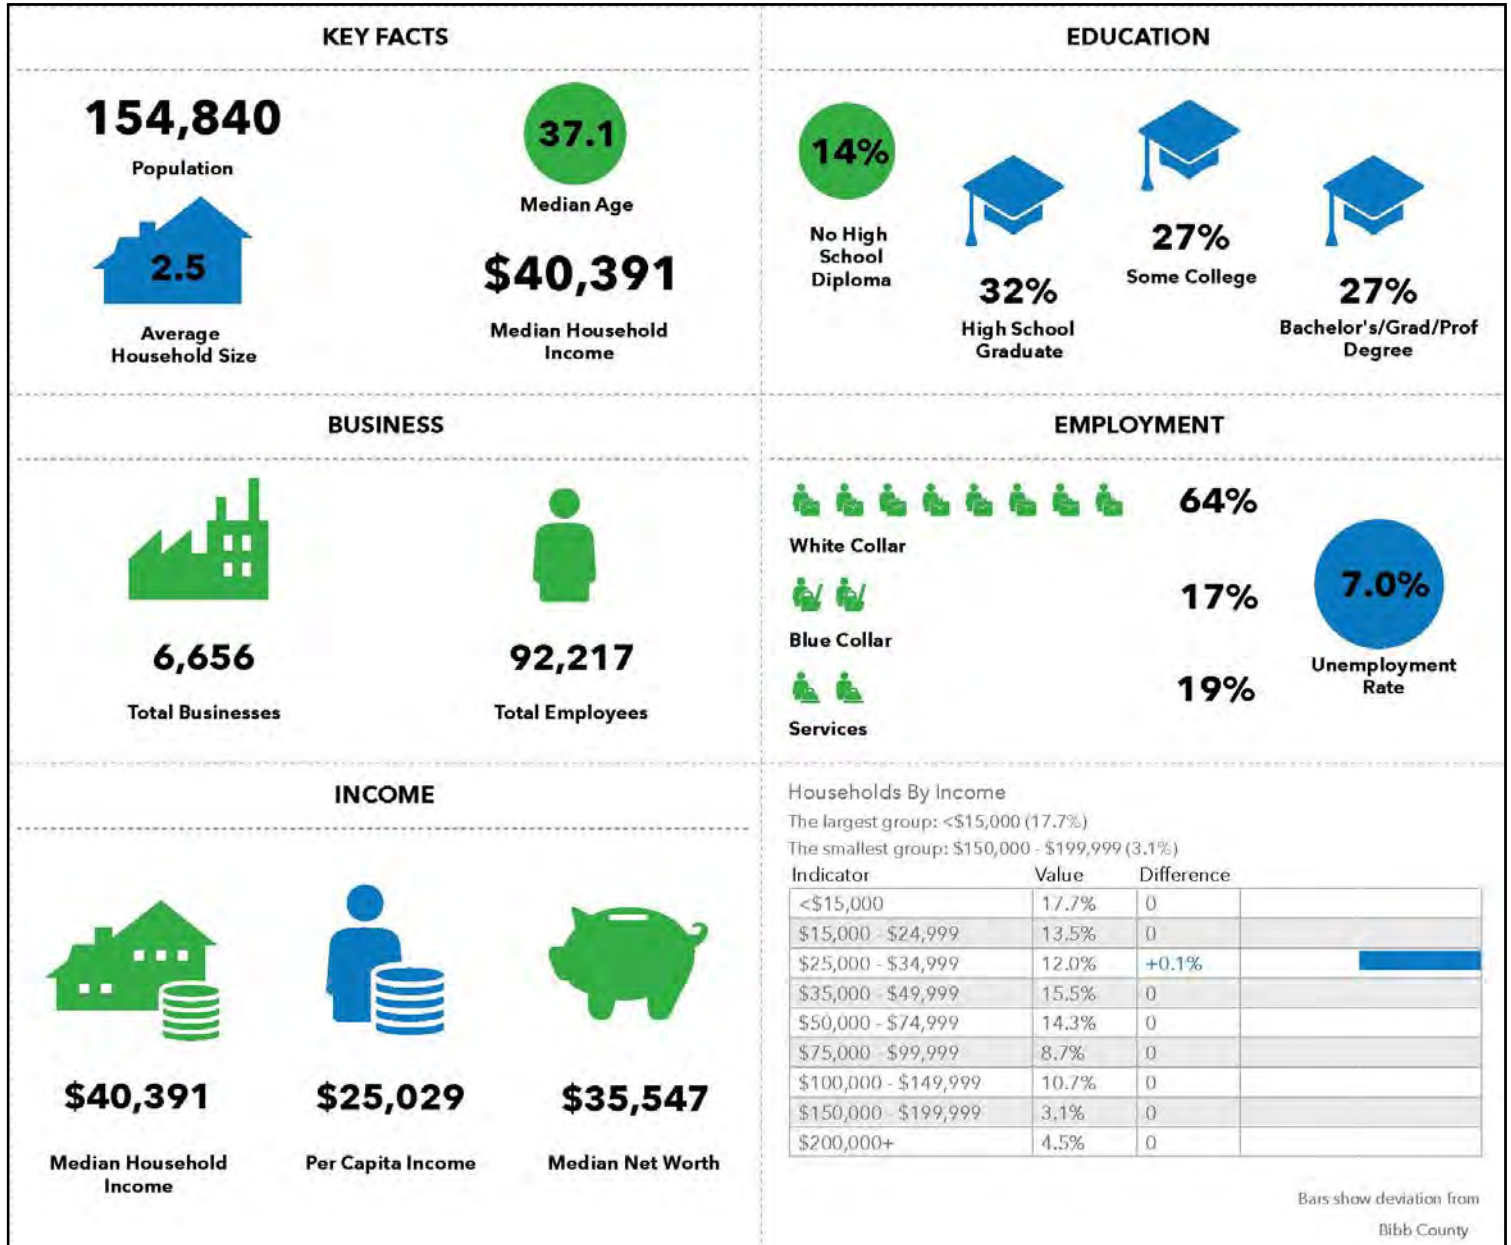 KEY FACTS
154,840
Population
37.1
Median Age
2.5
Average
Household Size
$40,391
Median Household
Income
EDUCATION
14%
No High
School
Diploma
32%
High School
Graduate
27%
Some College
27%
Bachelor's/Grad/Prof
Degree
BUSINESS
6,656
Total Businesses
92,217
Total Employees
EMPLOYMENT
64%
White Collar
17%
Blue Collar
19%
Services
7.0%
Unemployment
Rate
INCOME
$40,391
Median Household
Income
$25,029
Per Capita Income
$35,547
Median Net Worth
Households By Income
The largest group: <$15,000 (17.7%)
The smallest group: $150,000 - $199,999 (3.1%)
Indicator Value Difference
<$15,000 17.7% 0
$15,000 - $24,999 13.5% 0
$25,000 - $34,999 12.0% +0.1%
$35,000 - $49,999 15.5% 0
$50,000 - $74,999 14.3% 0
$75,000 - $99,999 8.7% 0
$100,000 - $149,999 10.7% 0
$150,000 - $199,999 3.1% 0
$200,000+ 4.5% 0
Bars show deviation from
Bibb County